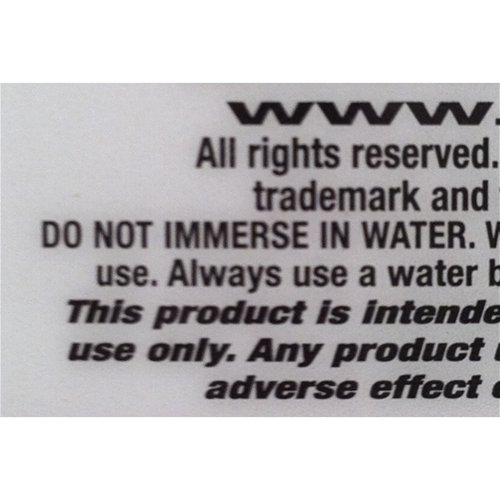 www.
All rights reserved.
trademark and
DO NOT IMMERSE IN WATER.
use. Always use a water
This product is intende
use only. Any product
adverse effect